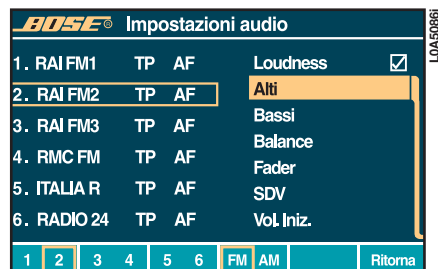 BOSE® Impostazioni audio
1. RAI FM1 TP AF
2. RAI FM2 TP AF
3. RAI FM3 TP AF
4. RMC FM TP AF
5. ITALIA R TP AF
6. RADIO 24 TP AF
Loudness
Alti
Bassi
Balance
Fader
SDV
Vol. Iniz.
1 2 3 4 5 6 FM AM Ritorna
L0A5086i